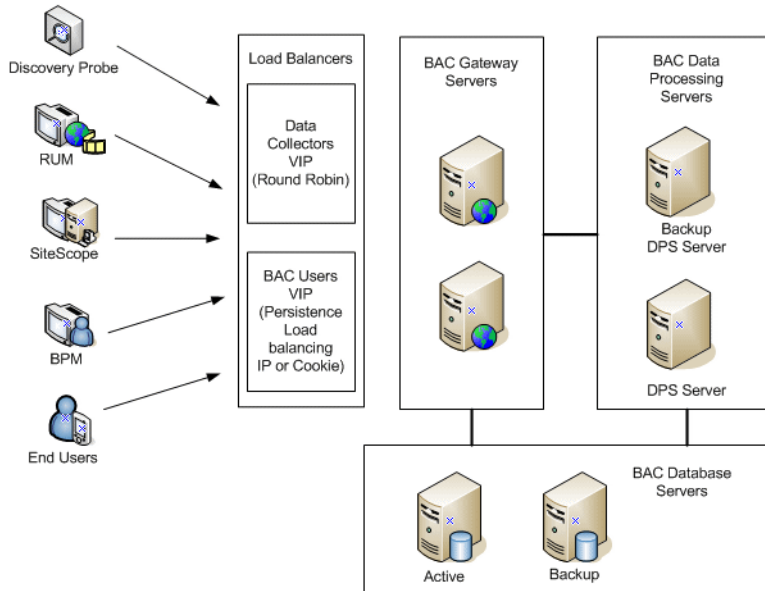 Discovery Probe
RUM
SiteScope
BPM
End Users
Load Balancers
Data
Collectors
VIP
(Round Robin)
BAC Users
VIP
(Persistence
Load
balancing
IP or Cookie)
BAC Gateway
Servers
BAC Data
Processing
Servers
Backup
DPS Server
DPS Server
BAC Database
Servers
Active
Backup